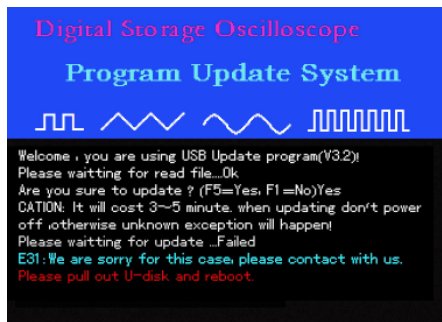 Digital Storage Oscilloscope
Program Update System
Welcome , you are using USB Update program(V3.2)!
Please waitting for read file....Ok
Are you sure to update ? (F5=Yes, F1=No)Yes
CATION: It will cost 3~5 minute. when updating don't power
off ,otherwise unknown exception will happen!
Please waitting for update ...Failed
E31:We are sorry for this case, please contact with us.
Please pull out U-disk and reboot.